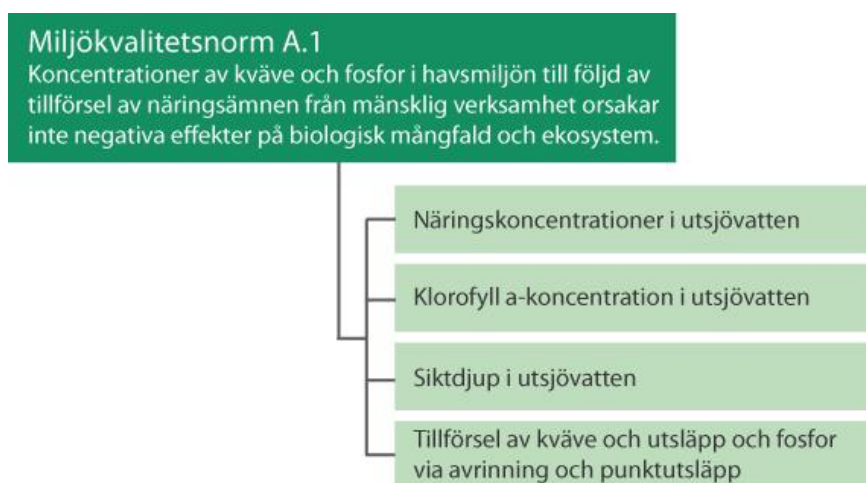 Miljökvalitetsnorm A.1
Koncentrationer av kväve och fosfor i havsmiljön till följd av
tillförsel av näringsämnen från mänsklig verksamhet orsakar
inte negativa effekter på biologisk mångfald och ekosystem.
Näringskoncentrationer i utsjövatten
Klorofyll a-koncentration i utsjövatten
Siktdjup i utsjövatten
Tillförsel av kväve och utsläpp och fosfor
via avrinning och punktutsläpp